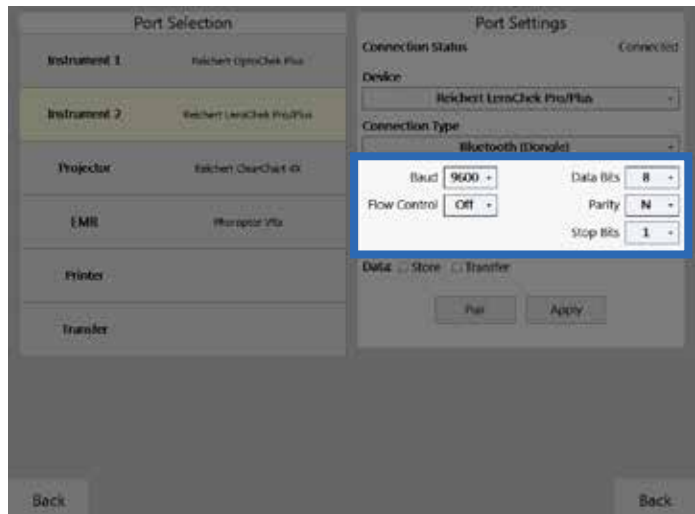 Port Selection
Instrument 1 Reichert OptoChek Plus
Instrument 2 Reichert LensChek Pro/Plus
Projector Reichert ClearChart 4X
EMR Phoroptor VRx
Printer
Transfer
Port Settings
Connection Status Connected
Device
Reichert LensChek Pro/Plus
Connection Type
Bluetooth (Dongle)
Baud 9600 Data Bits 8
Flow Control Off Parity N
Stop Bits 1
Data: Store Transfer
Pair Apply
Back Back